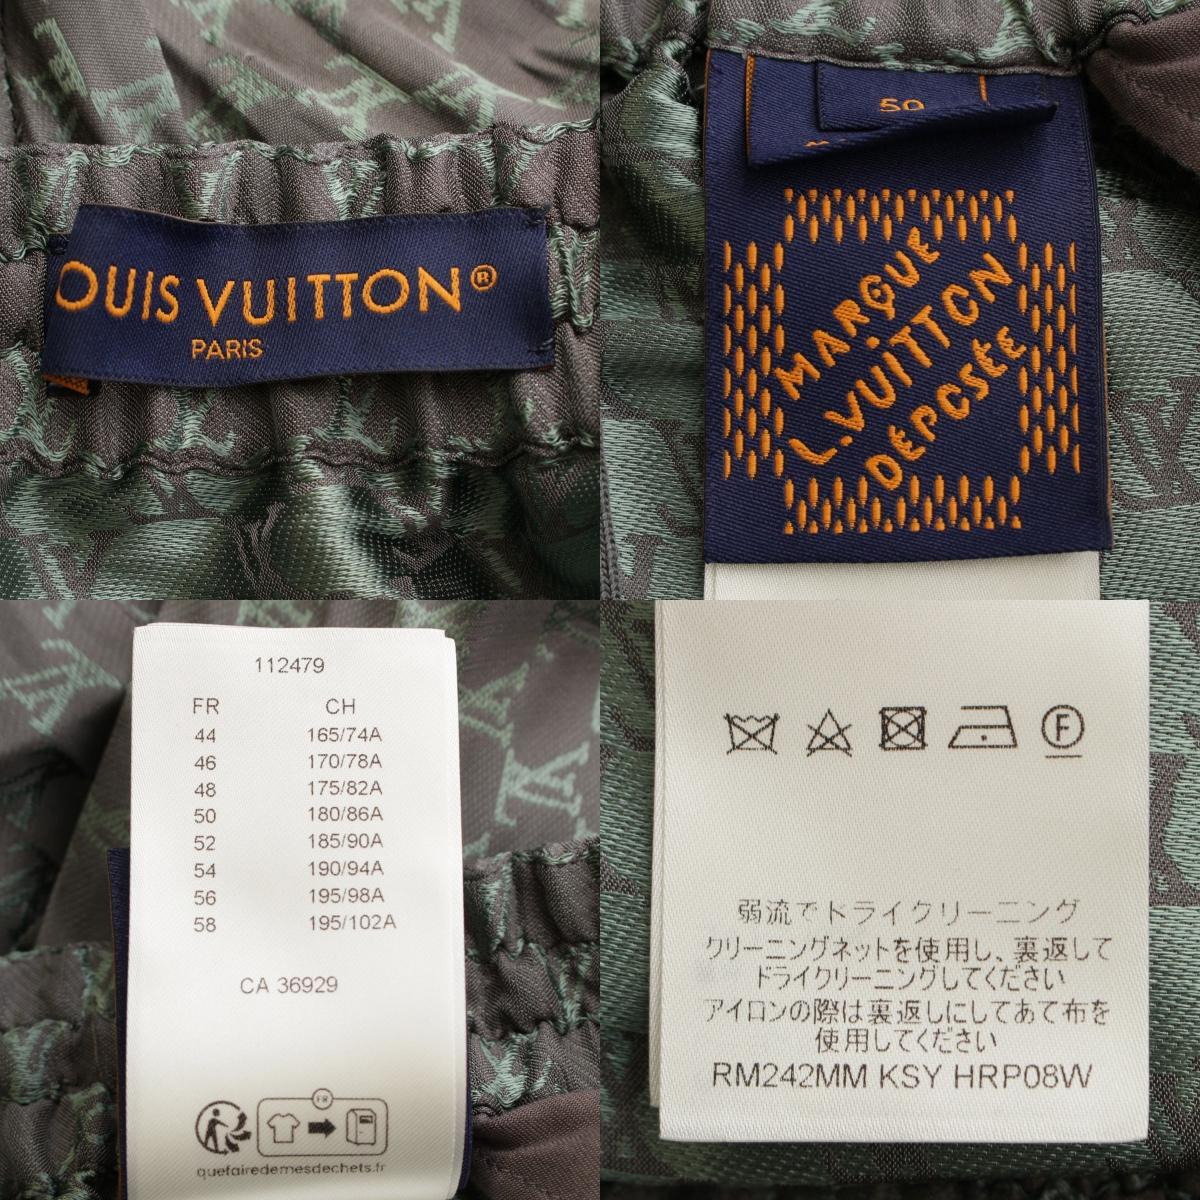 OUIS VUITTON®
PARIS
50
MARQUE
L.VUITTON
DÉPOSÉE
112479
FR CH
44 165/74A
46 170/78A
48 175/82A
50 180/86A
52 185/90A
54 190/94A
56 195/98A
58 195/102A
CA 36929
FR
quefairedemesdechets.fr
F
弱流でドライクリーニング
クリーニングネットを使用し、裏返して
ドライクリーニングしてください
アイロンの際は裏返しにしてあて布を
使用してください
RM242MM KSY HRP08W